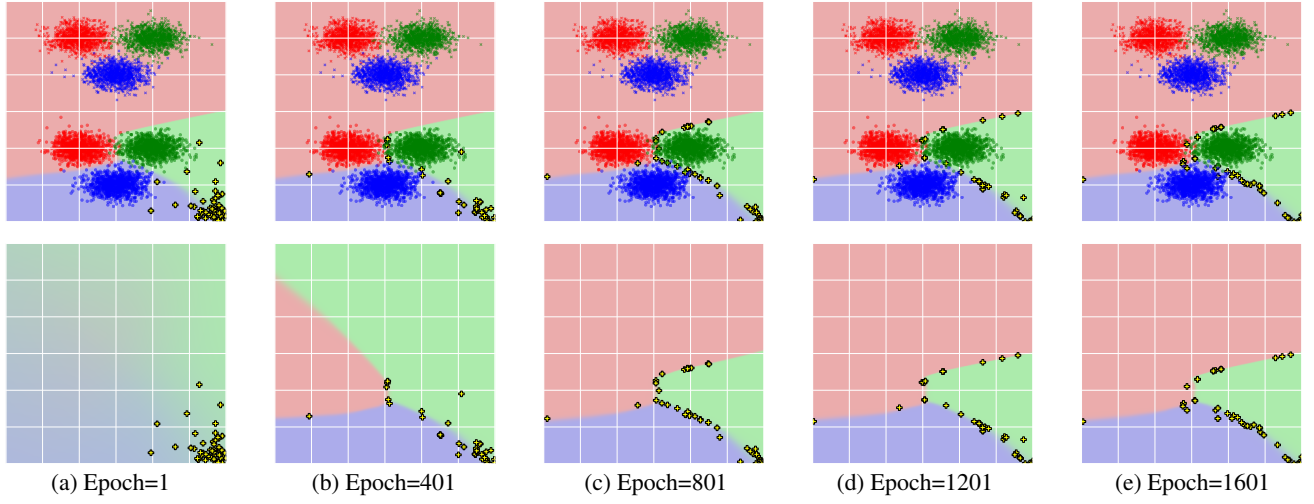 (a) Epoch=1
(b) Epoch=401
(c) Epoch=801
(d) Epoch=1201
(e) Epoch=1601